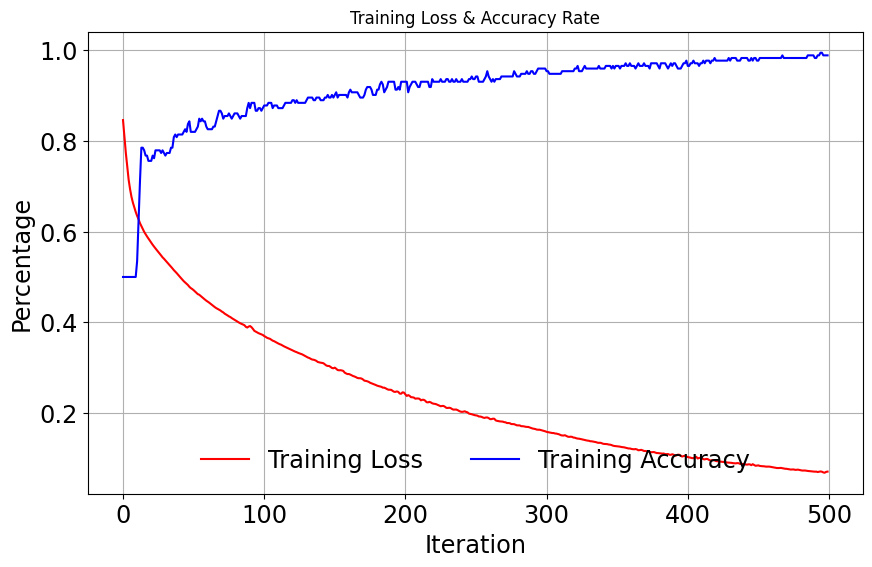 Training Loss & Accuracy Rate
1.0
0.8
0.6
0.4
0.2
Percentage
Training Loss
Training Accuracy
0 100 200 300 400 500
Iteration